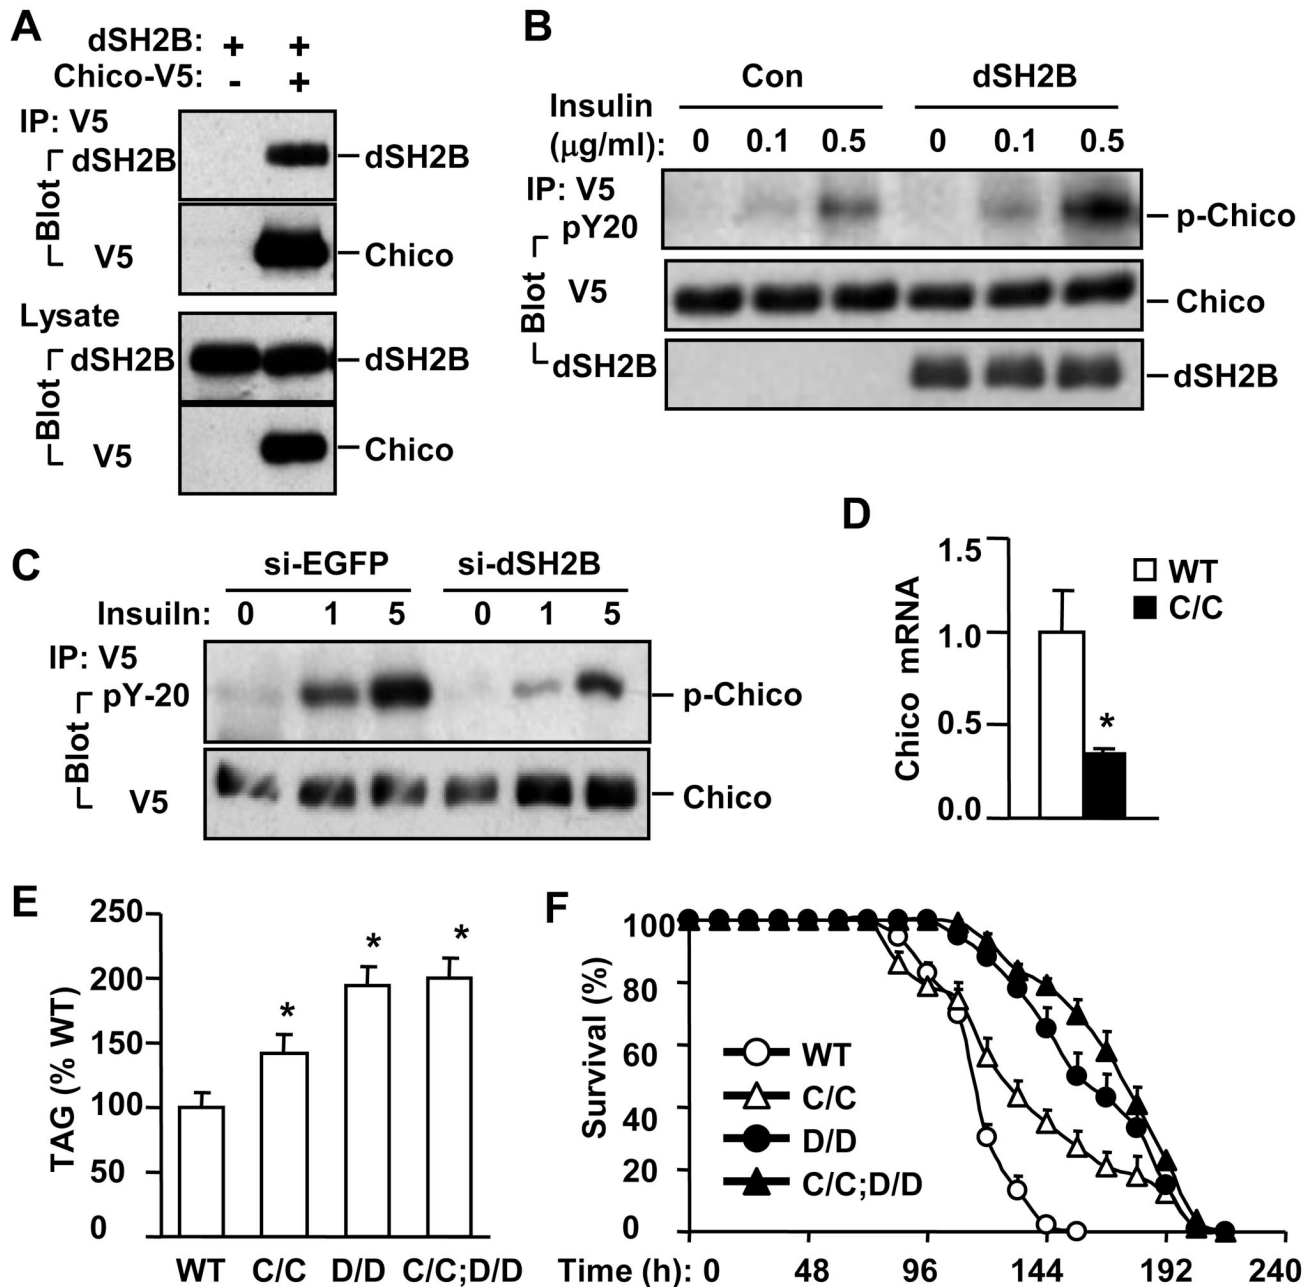 A
dSH2B: + +
Chico-V5: - +
IP: V5
Blot
dSH2B
dSH2B
V5
Chico
Lysate
Blot
dSH2B
dSH2B
V5
Chico
B
Con dSH2B
Insulin
(μg/ml): 0 0.1 0.5 0 0.1 0.5
IP: V5
Blot
pY20
p-Chico
V5
Chico
dSH2B
dSH2B
C
si-EGFP si-dSH2B
Insuiln: 0 1 5 0 1 5
IP: V5
Blot
pY-20
p-Chico
V5
Chico
D
Chico mRNA
1.5
1.0
0.5
0.0
*
WT
C/C
E
TAG (% WT)
250
200
150
100
50
0
* * *
WT C/C D/D C/C;D/D
F
Survival (%)
100
80
60
40
20
0
WT
C/C
D/D
C/C;D/D
Time (h): 0 48 96 144 192 240